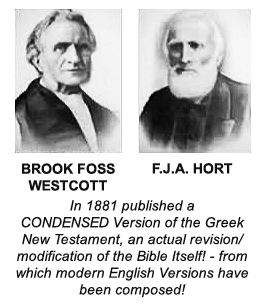 BROOK FOSS WESTCOTT
F.J.A. HORT
In 1881 published a
CONDENSED Version of the Greek
New Testament, an actual revision/
modification of the Bible Itself! - from
which modern English Versions have
been composed!